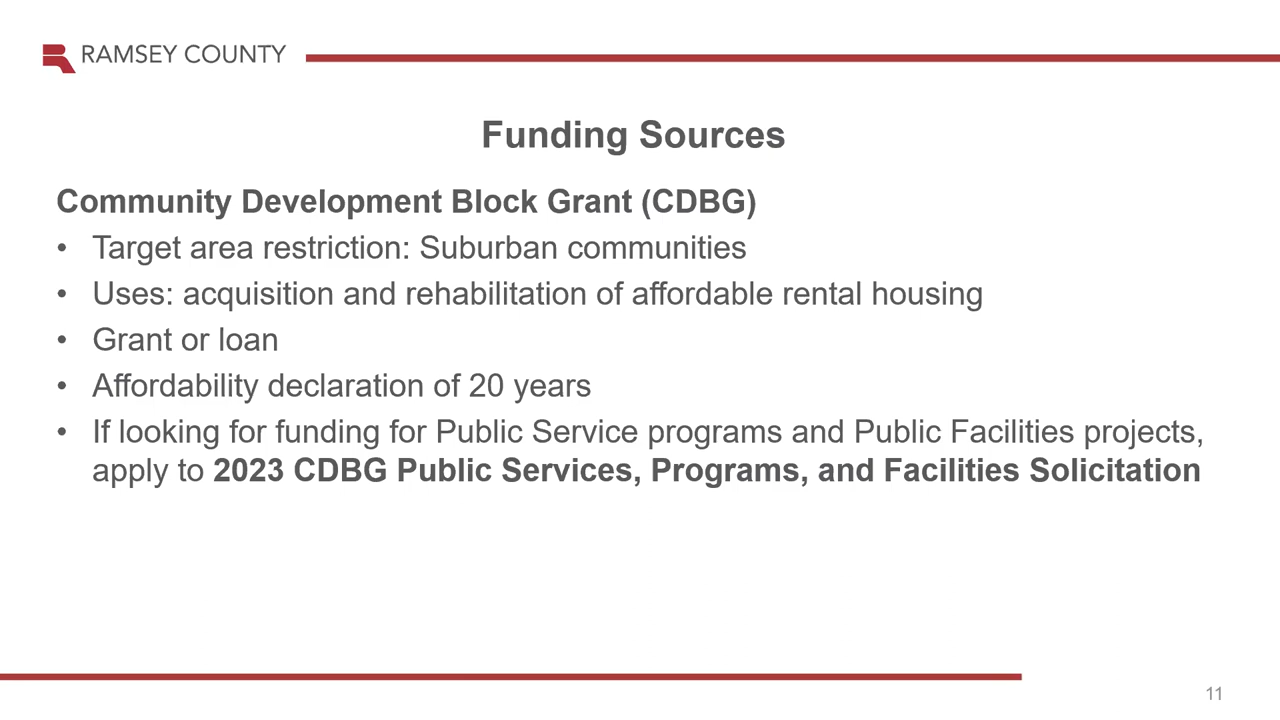 RAMSEY COUNTY
Funding Sources
Community Development Block Grant (CDBG)
• Target area restriction: Suburban communities
• Uses: acquisition and rehabilitation of affordable rental housing
• Grant or loan
• Affordability declaration of 20 years
• If looking for funding for Public Service programs and Public Facilities projects,
apply to 2023 CDBG Public Services, Programs, and Facilities Solicitation
11